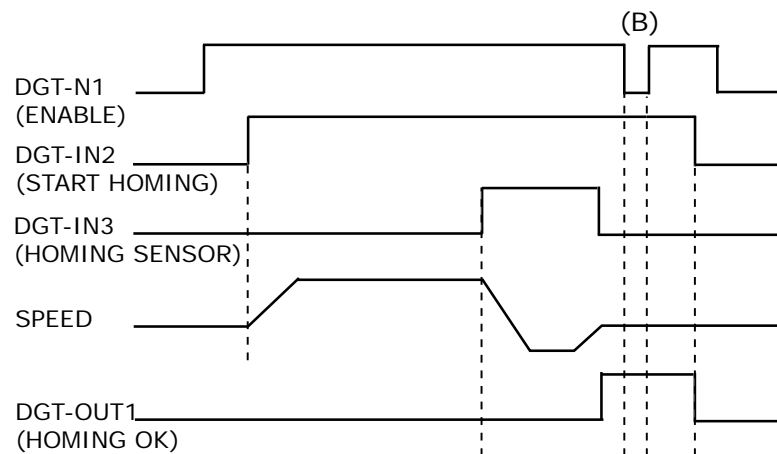 (B)
DGT-N1
(ENABLE)
DGT-IN2
(START HOMING)
DGT-IN3
(HOMING SENSOR)
SPEED
DGT-OUT1
(HOMING OK)